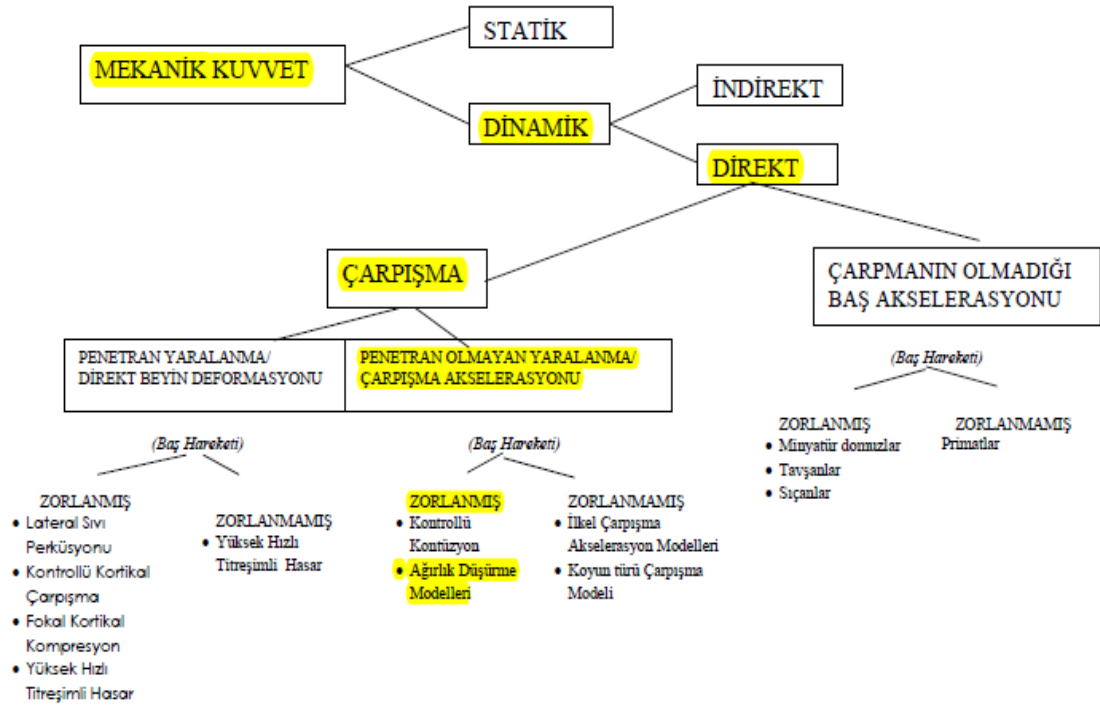 STATİK
MEKANİK KUVVET
İNDİREKT
DİNAMİK
DİREKT
ÇARPIŞMA
ÇARPMANIN OLMADIĞI
BAŞ AKSELERASYONU
PENETRAN YARALANMA/
DİREKT BEYİN DEFORMASYONU
PENETRAN OLMAYAN YARALANMA/
ÇARPIŞMA AKSELERASYONU
(Baş Hareketi)
ZORLANMIŞ
• Lateral Sıvı
Perküsyonu
• Kontrollü Kortikal
Çarpışma
• Fokal Kortikal
Kompresyon
• Yüksek Hızlı
Titreşimli Hasar
ZORLANMAMIŞ
• Yüksek Hızlı
Titreşimli Hasar
(Baş Hareketi)
ZORLANMIŞ
• Kontrollü
Kontüzyon
• Ağırlık Düşürme
Modelleri
ZORLANMAMIŞ
• İlkel Çarpışma
Akselerasyon Modelleri
• Koyun türü Çarpışma
Modeli
(Baş Hareketi)
ZORLANMIŞ
• Minyatür domuzlar
• Tavşanlar
• Sıçanlar
ZORLANMAMIŞ
Primatlar